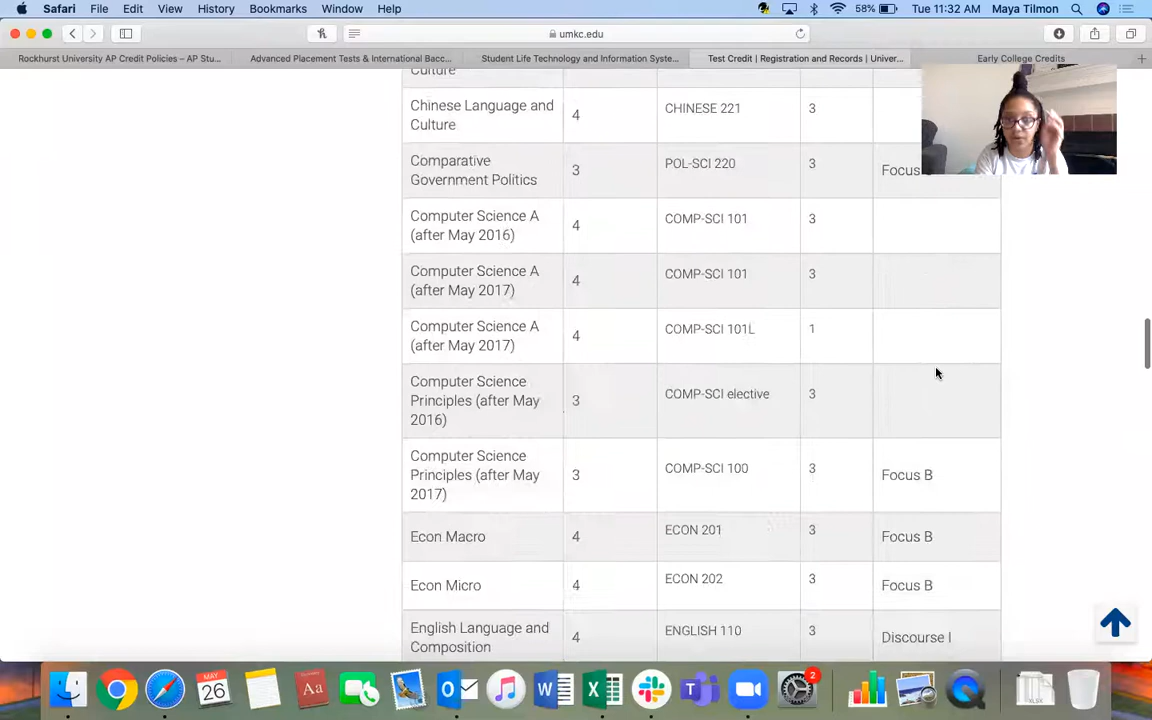 Safari File Edit View History Bookmarks Window Help 58% Tue 11:32 AM Maya Tilmon
umkc.edu
Rockhurst University AP Credit Policies – AP Stu... Advanced Placement Tests & International Bacc... Student Life Technology and Information Syste... Test Credit | Registration and Records | Univer... Early College Credits
Culture
Chinese Language and
Culture
4
CHINESE 221
3
Comparative
Government Politics
3
POL-SCI 220
3
Focus
Computer Science A
(after May 2016)
4
COMP-SCI 101
3
Computer Science A
(after May 2017)
4
COMP-SCI 101
3
Computer Science A
(after May 2017)
4
COMP-SCI 101L
1
Computer Science
Principles (after May
2016)
3
COMP-SCI elective
3
Computer Science
Principles (after May
2017)
3
COMP-SCI 100
3
Focus B
Econ Macro
4
ECON 201
3
Focus B
Econ Micro
4
ECON 202
3
Focus B
English Language and
Composition
4
ENGLISH 110
3
Discourse I
MAY
26
Aa
2
XLSX